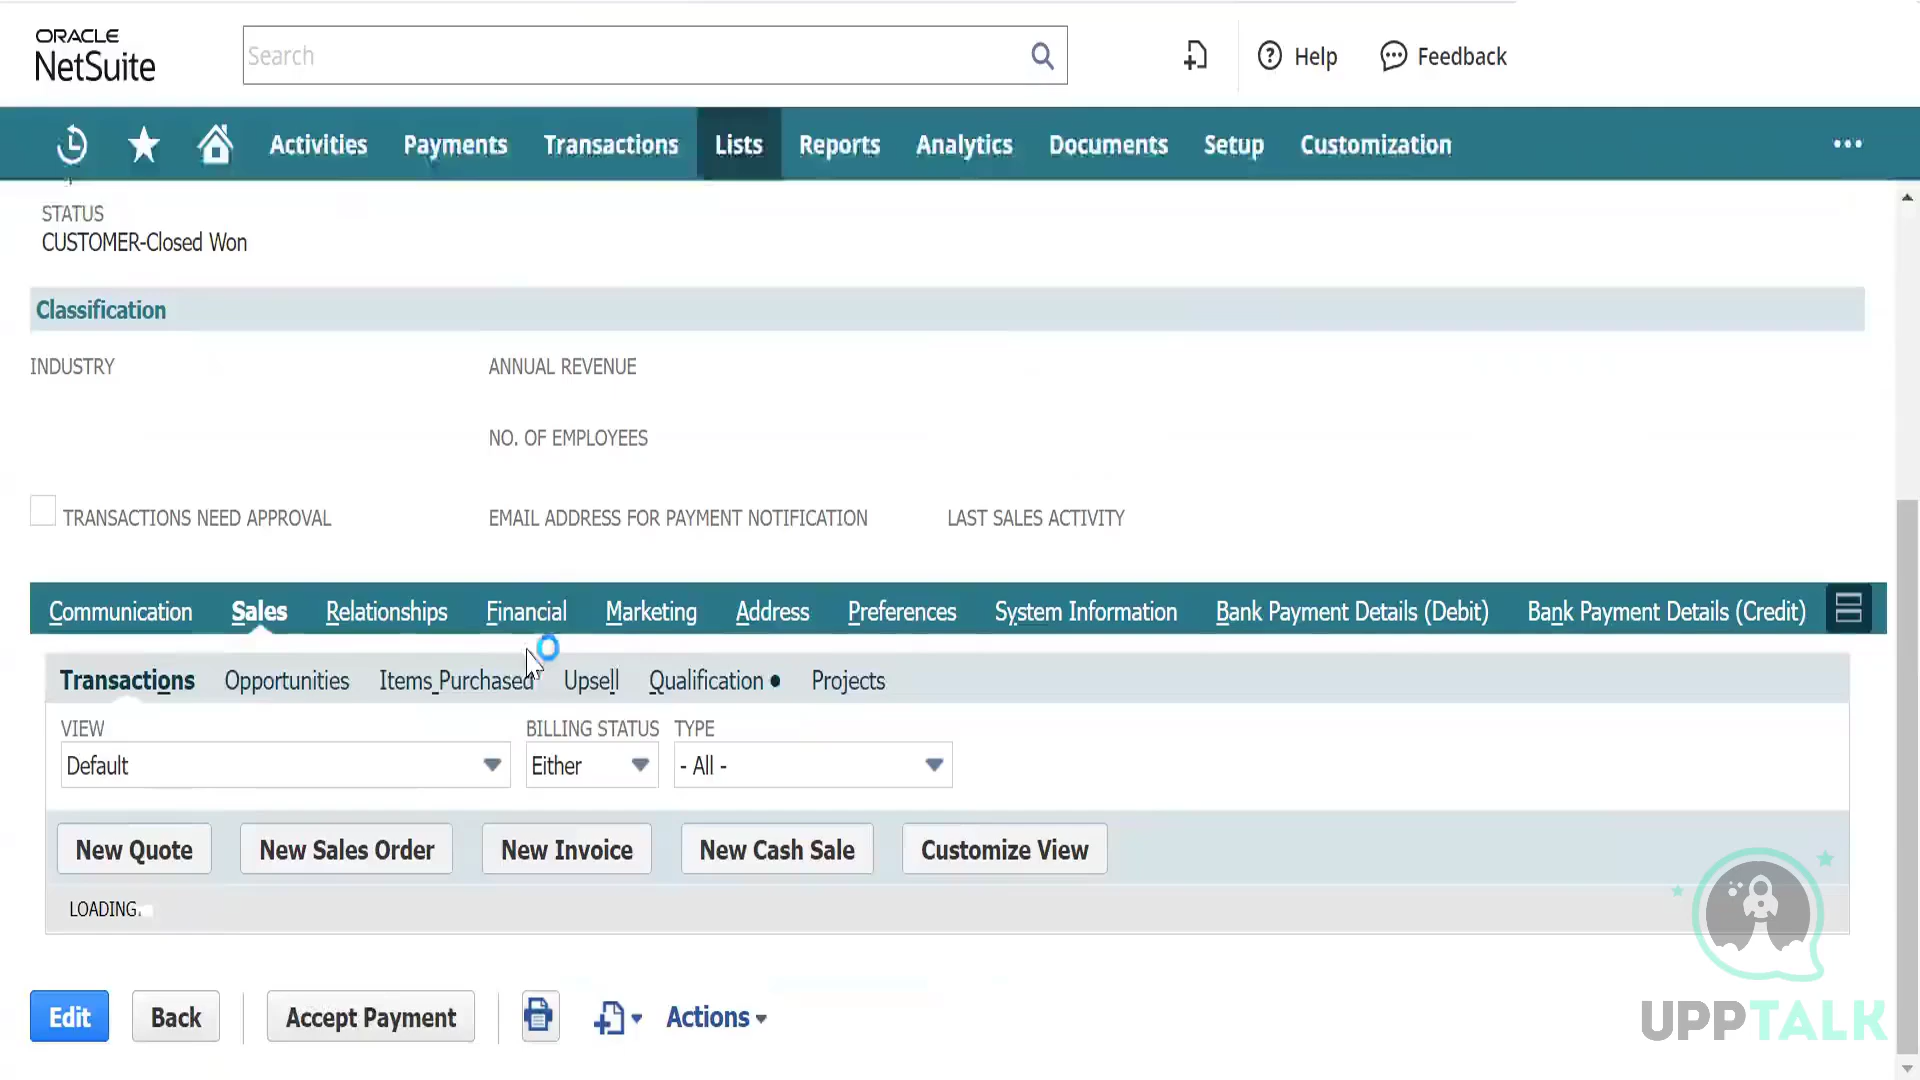 ORACLE
NetSuite
Search
Help
Feedback
Activities
Payments
Transactions
Lists
Reports
Analytics
Documents
Setup
Customization
STATUS
CUSTOMER-Closed Won
Classification
INDUSTRY
ANNUAL REVENUE
NO. OF EMPLOYEES
TRANSACTIONS NEED APPROVAL
EMAIL ADDRESS FOR PAYMENT NOTIFICATION
LAST SALES ACTIVITY
Communication
Sales
Relationships
Financial
Marketing
Address
Preferences
System Information
Bank Payment Details (Debit)
Bank Payment Details (Credit)
Transactions
Opportunities
Items Purchased
Upsell
Qualification •
Projects
VIEW
BILLING STATUS
TYPE
Default
Either
- All -
New Quote
New Sales Order
New Invoice
New Cash Sale
Customize View
LOADING.
Edit
Back
Accept Payment
Actions
UPPTALK